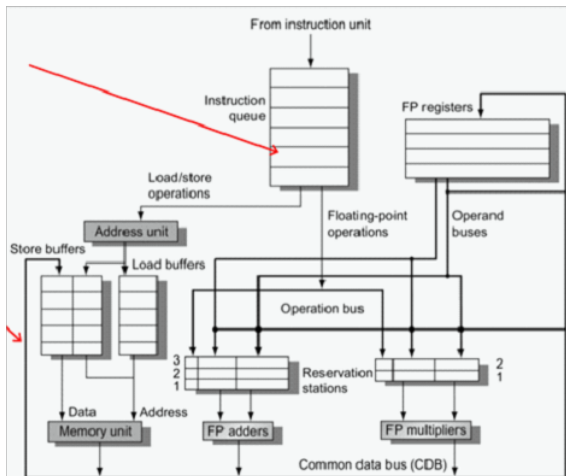 From instruction unit
Instruction
queue
FP registers
Load/store
operations
Address unit
Floating-point
operations
Operand
buses
Store buffers
Load buffers
Operation bus
3
2
1
Reservation
stations
2
1
Data
Address
Memory unit
FP adders
FP multipliers
Common data bus (CDB)